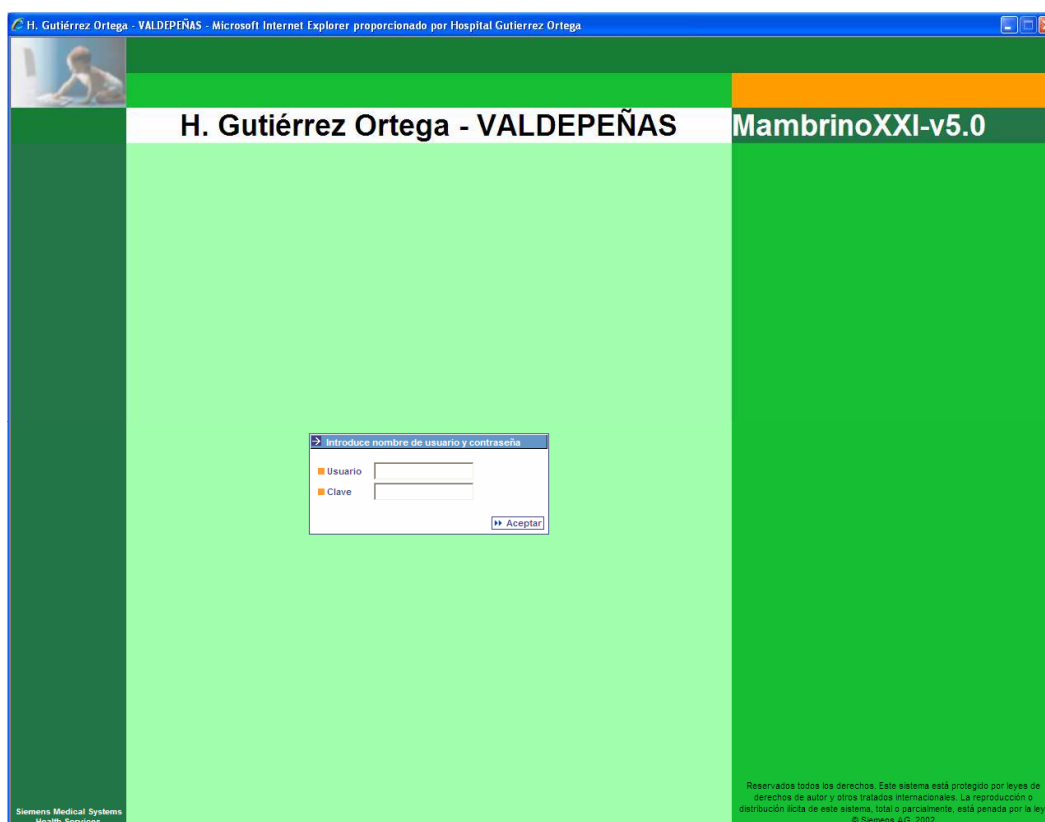 H. Gutiérrez Ortega - VALDEPEÑAS - Microsoft Internet Explorer proporcionado por Hospital Gutierrez Ortega
H. Gutiérrez Ortega - VALDEPEÑAS
MambrinoXXI-v5.0
Introduce nombre de usuario y contraseña
Usuario
Clave
Aceptar
Siemens Medical Systems
Health Services
Reservados todos los derechos. Este sistema está protegido por leyes de
derechos de autor y otros tratados internacionales. La reproducción o
distribución ilícita de este sistema, total o parcialmente, está penada por la ley
© Siemens AG, 2002